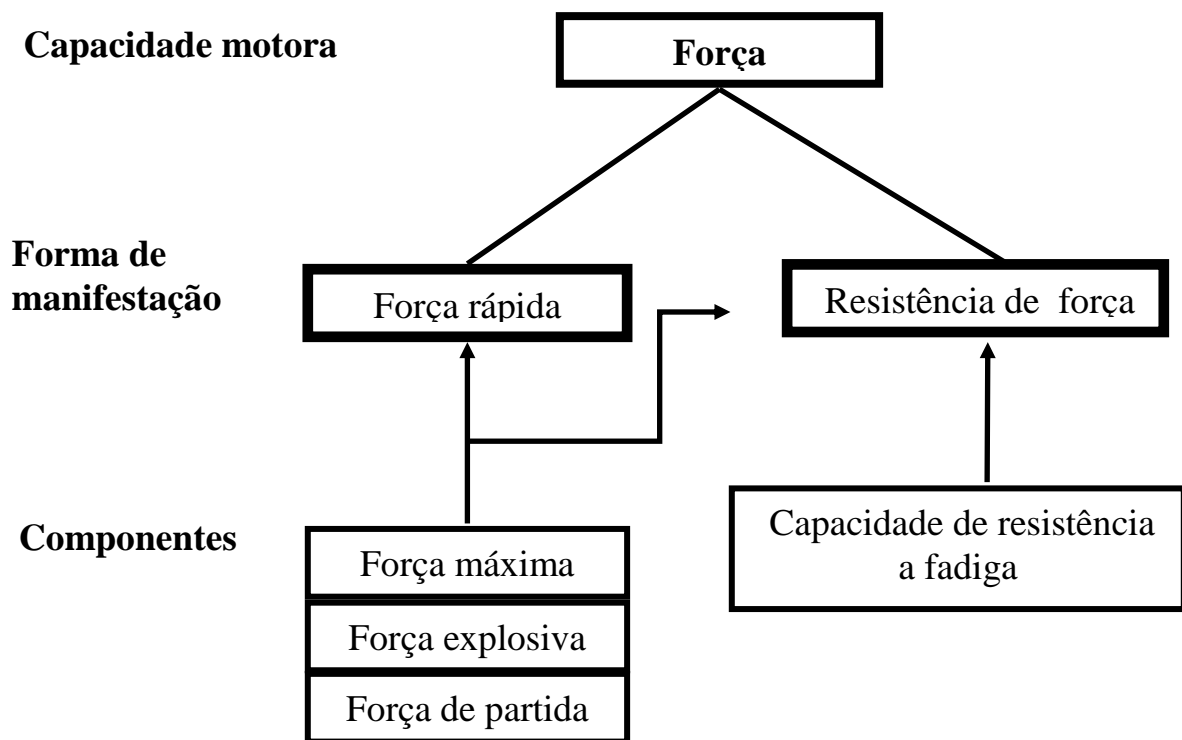 Capacidade motora
Força
Forma de
manifestação
Força rápida
Resistência de força
Componentes
Força máxima
Força explosiva
Força de partida
Capacidade de resistência
a fadiga